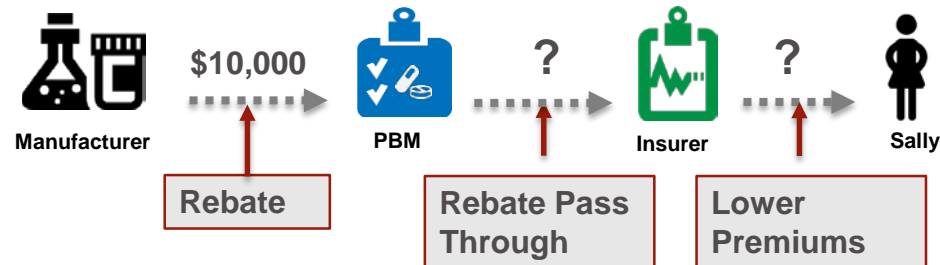 $10,000
?
?
Manufacturer
PBM
Insurer
Sally
Rebate
Rebate Pass
Through
Lower
Premiums